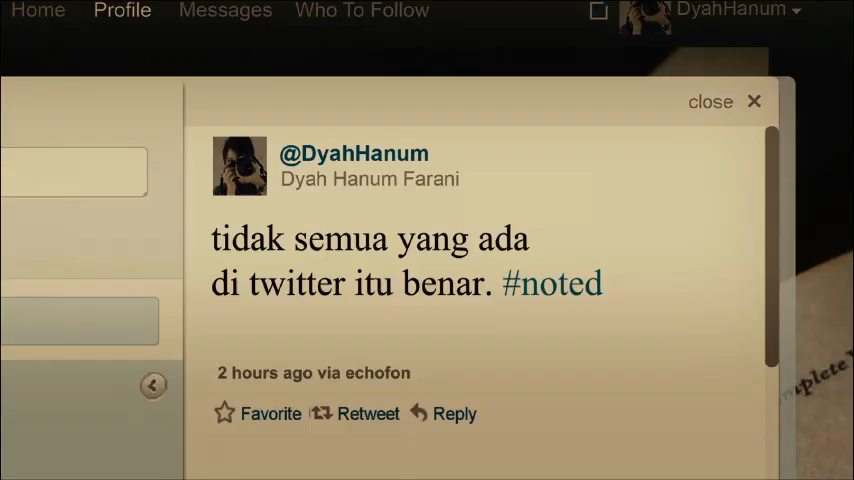 Home Profile Messages Who To Follow DyahHanum
close ×
@DyahHanum
Dyah Hanum Farani
tidak semua yang ada
di twitter itu benar. #noted
2 hours ago via echofon
Favorite Retweet Reply